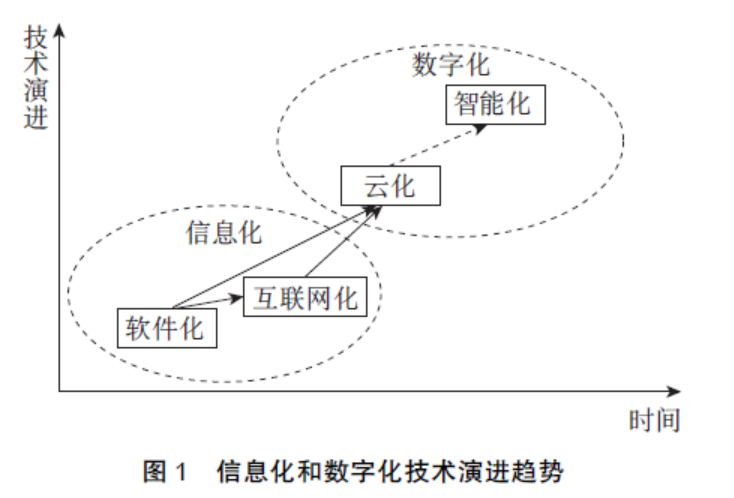 技术演进
数字化
智能化
云化
信息化
互联网化
软件化
时间
图 1 信息化和数字化技术演进趋势